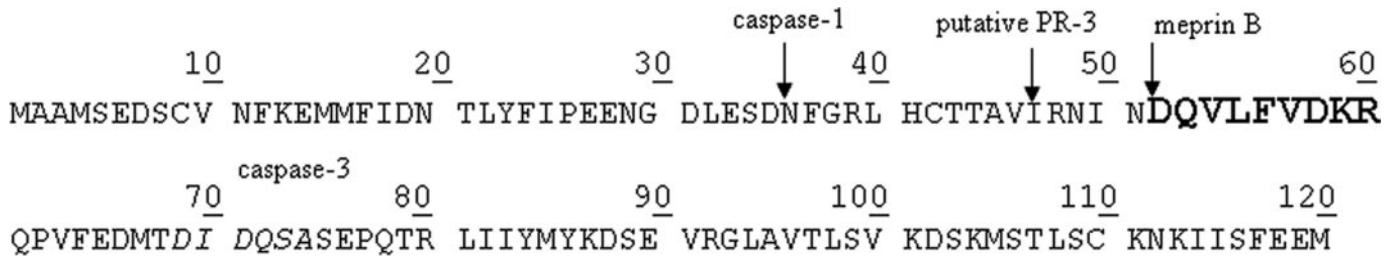 caspase-1 putative PR-3 meprin B
10 20 30 40 50 60
MAAMSEDSCV NFKEMMFIDN TLYFIPEENG DLESDNFGRL HCTTAVIRNI NDQVLFVDKR
caspase-3
70 80 90 100 110 120
QPVFEDMTDI DQSASEPQTR LIIYMYKDSE VRGLAVTLSV KDSKMSTLSC KNKIISFEEM